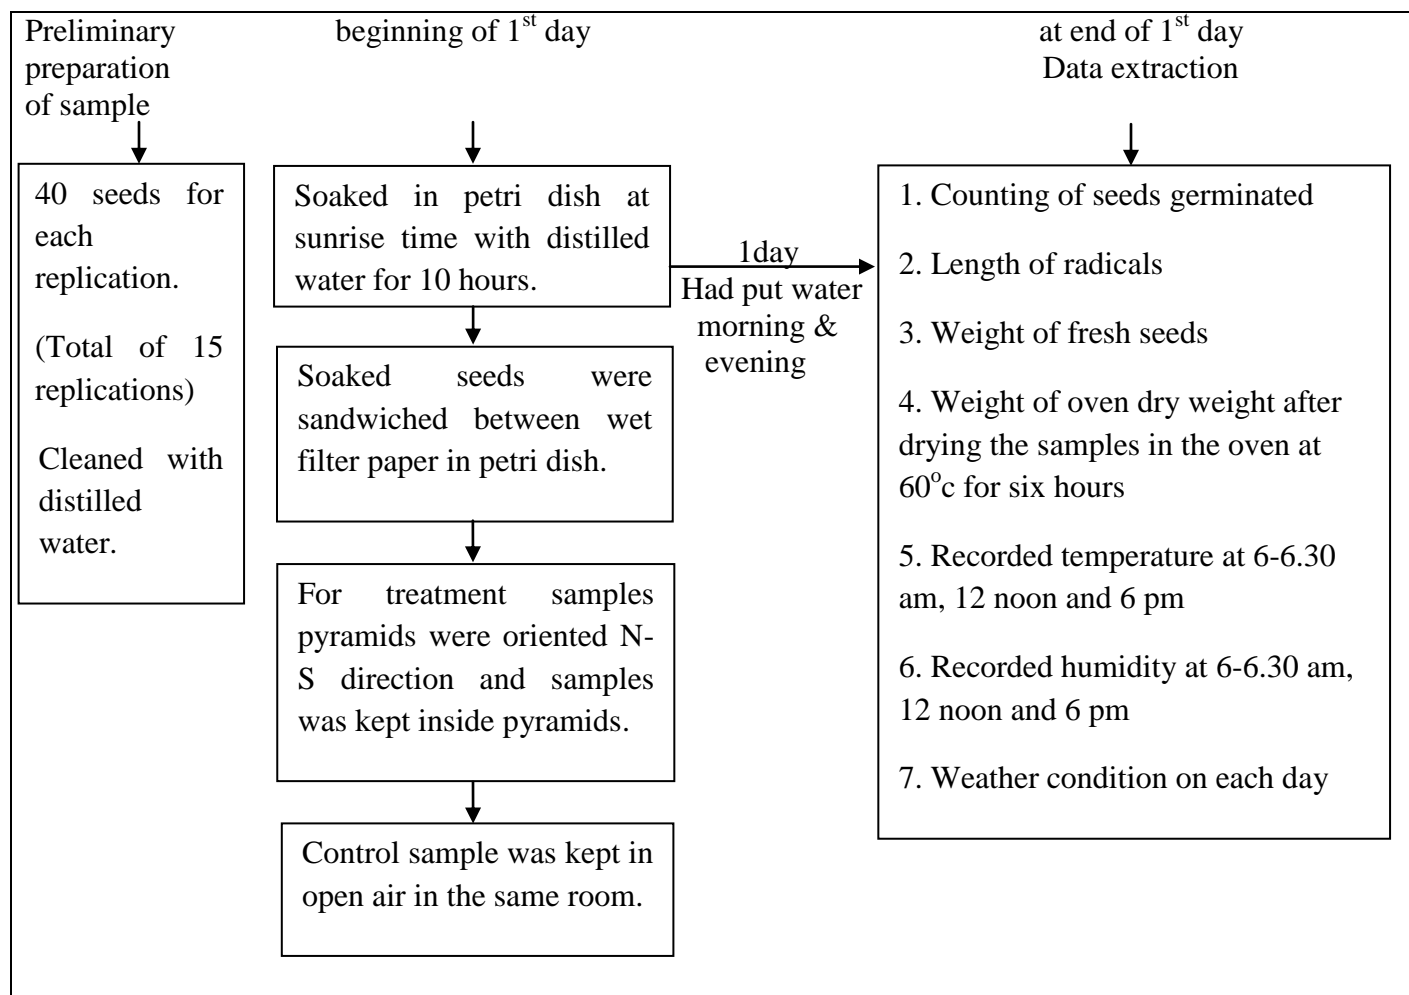 Preliminary
preparation
of sample
beginning of 1st day
at end of 1st day
Data extraction
40 seeds for
each
replication.
(Total of 15
replications)
Cleaned with
distilled
water.
Soaked in petri dish at
sunrise time with distilled
water for 10 hours.
Soaked seeds were
sandwiched between wet
filter paper in petri dish.
For treatment samples
pyramids were oriented N-
S direction and samples
was kept inside pyramids.
Control sample was kept in
open air in the same room.
1day
Had put water
morning &
evening
1. Counting of seeds germinated
2. Length of radicals
3. Weight of fresh seeds
4. Weight of oven dry weight after
drying the samples in the oven at
60oc for six hours
5. Recorded temperature at 6-6.30
am, 12 noon and 6 pm
6. Recorded humidity at 6-6.30 am,
12 noon and 6 pm
7. Weather condition on each day